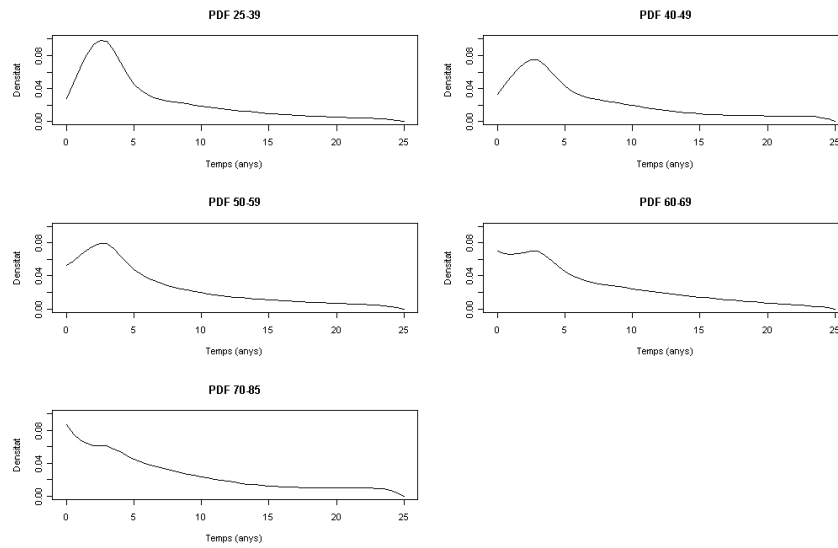 PDF 25-39
Densitat
0.00 0.04 0.08
0 5 10 15 20 25
Temps (anys)
PDF 40-49
Densitat
0.00 0.04 0.08
0 5 10 15 20 25
Temps (anys)
PDF 50-59
Densitat
0.00 0.04 0.08
0 5 10 15 20 25
Temps (anys)
PDF 60-69
Densitat
0.00 0.04 0.08
0 5 10 15 20 25
Temps (anys)
PDF 70-85
Densitat
0.00 0.04 0.08
0 5 10 15 20 25
Temps (anys)